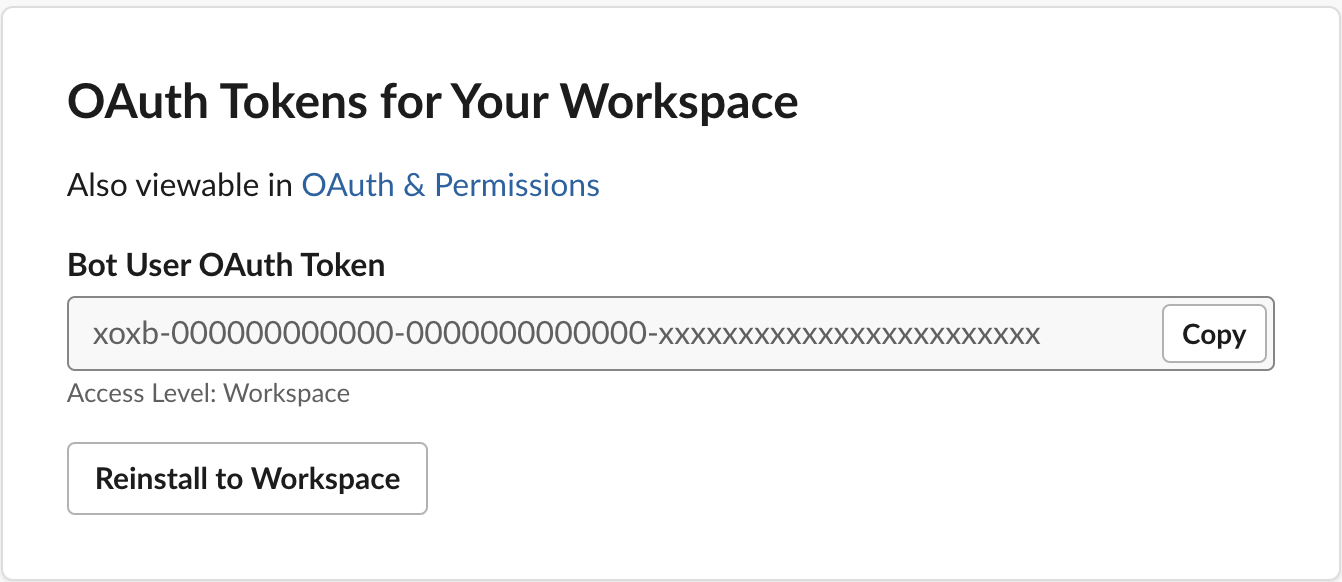 OAuth Tokens for Your Workspace
Also viewable in OAuth & Permissions
Bot User OAuth Token
xoxb-000000000000-0000000000000-xxxxxxxxxxxxxxxxxxxxxxxx
Copy
Access Level: Workspace
Reinstall to Workspace